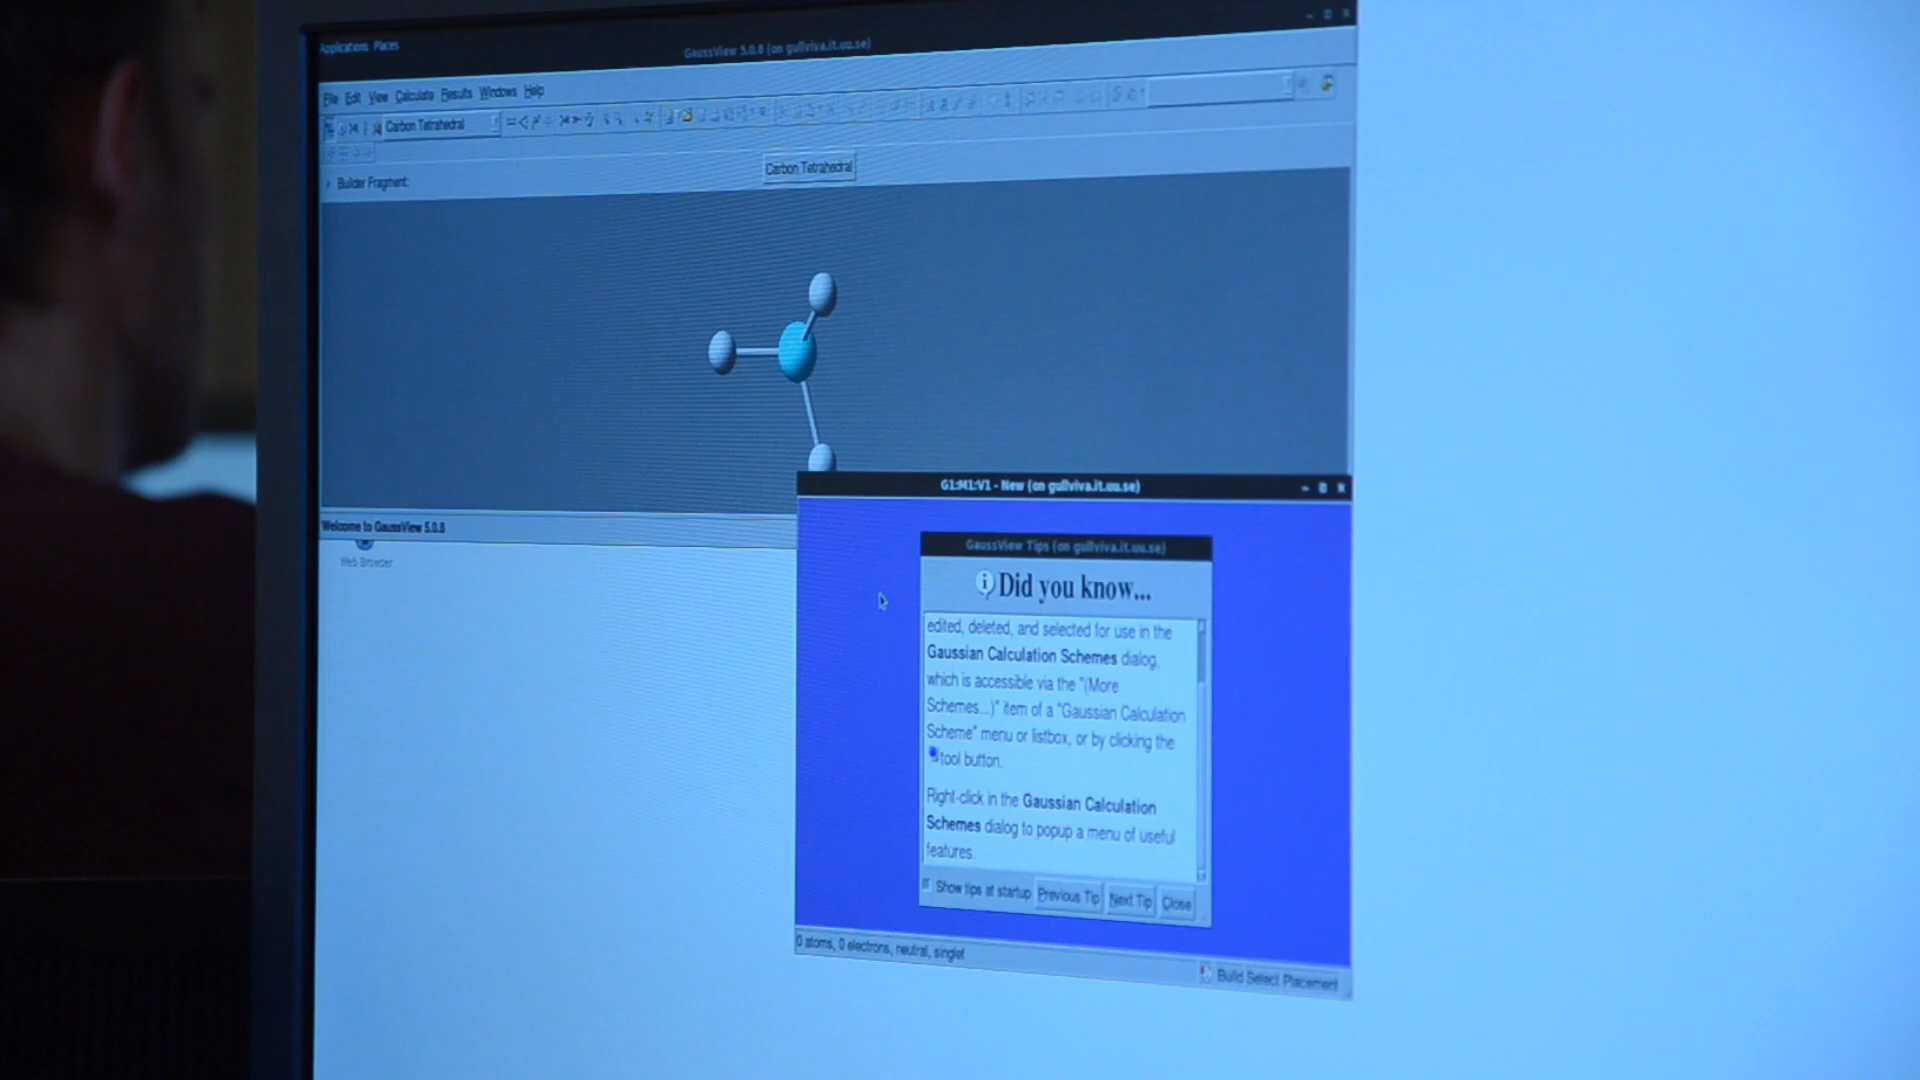 Applications Places
GaussView 5.0.8 (on gullviva.it.uu.se)
File Edit View Calculate Results Windows Help
Carbon Tetrahedral
Carbon Tetrahedral
Builder Fragment:
Welcome to GaussView 5.0.8
Web Browser
G1:M1:V1 - New (on gullviva.it.uu.se)
GaussView Tips (on gullviva.it.uu.se)
Did you know...
edited, deleted, and selected for use in the
Gaussian Calculation Schemes dialog,
which is accessible via the "(More
Schemes...)" item of a "Gaussian Calculation
Scheme" menu or listbox, or by clicking the
tool button.
Right-click in the Gaussian Calculation
Schemes dialog to popup a menu of useful
features.
Show tips at startup Previous Tip Next Tip Close
0 atoms, 0 electrons, neutral, singlet
Build Select Placement